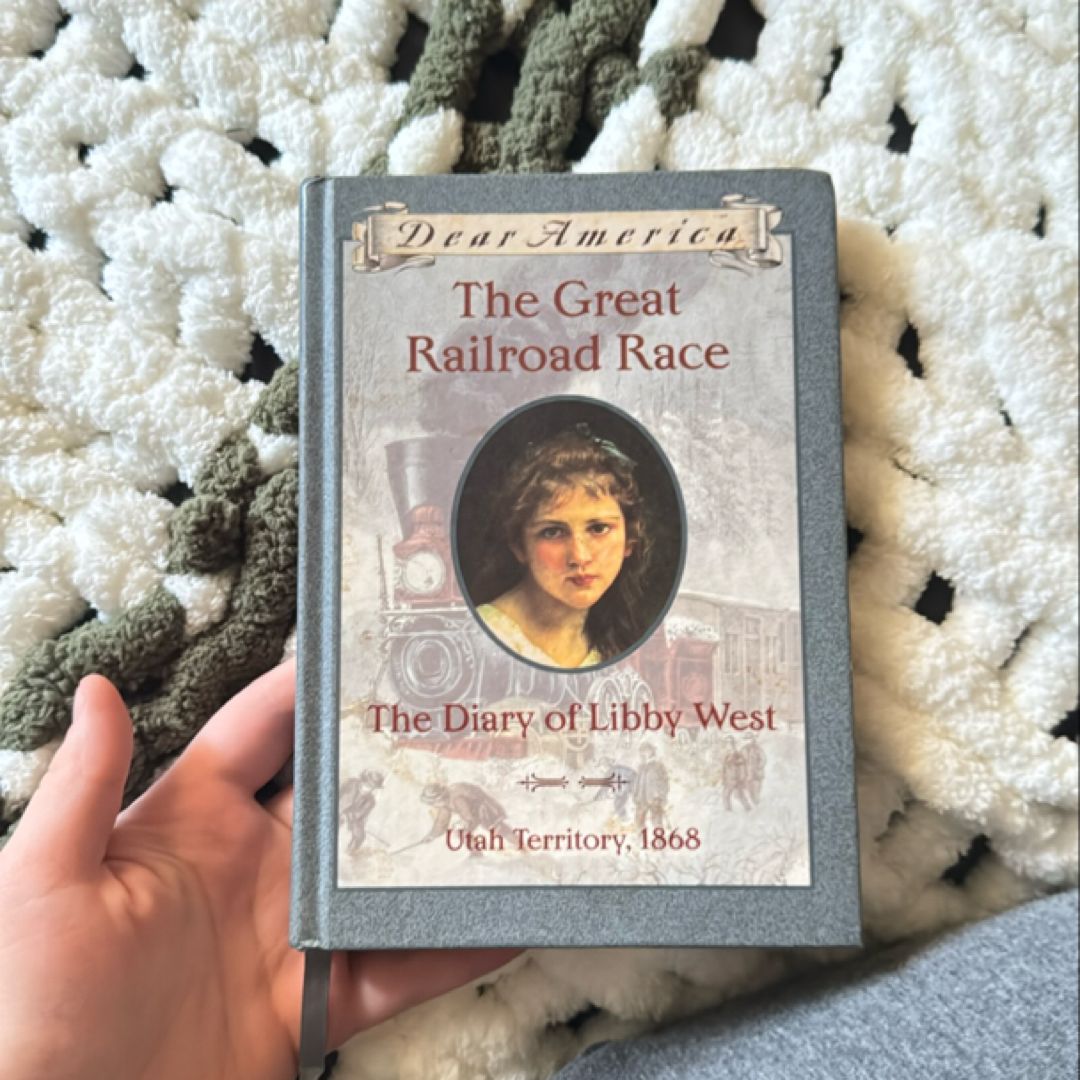 Dear America
The Great
Railroad Race
The Diary of Libby West
Utah Territory, 1868